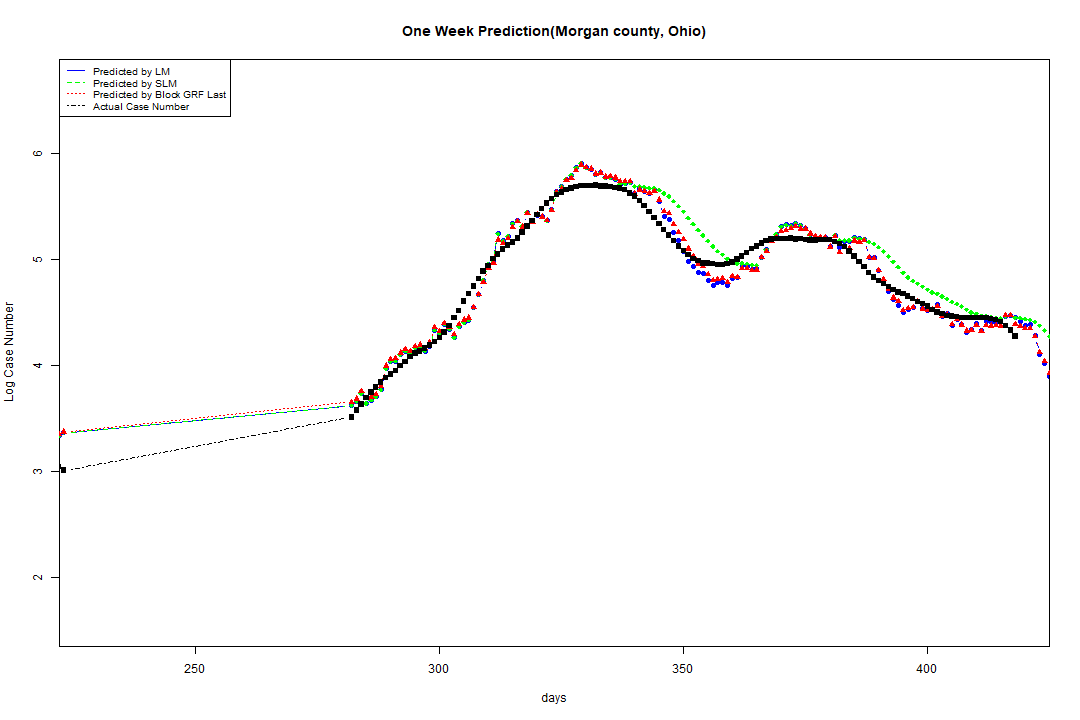 One Week Prediction(Morgan county, Ohio)
Predicted by LM
Predicted by SLM
Predicted by Block GRF Last
Actual Case Number
6
5
4
3
2
Log Case Number
250 300 350 400
days